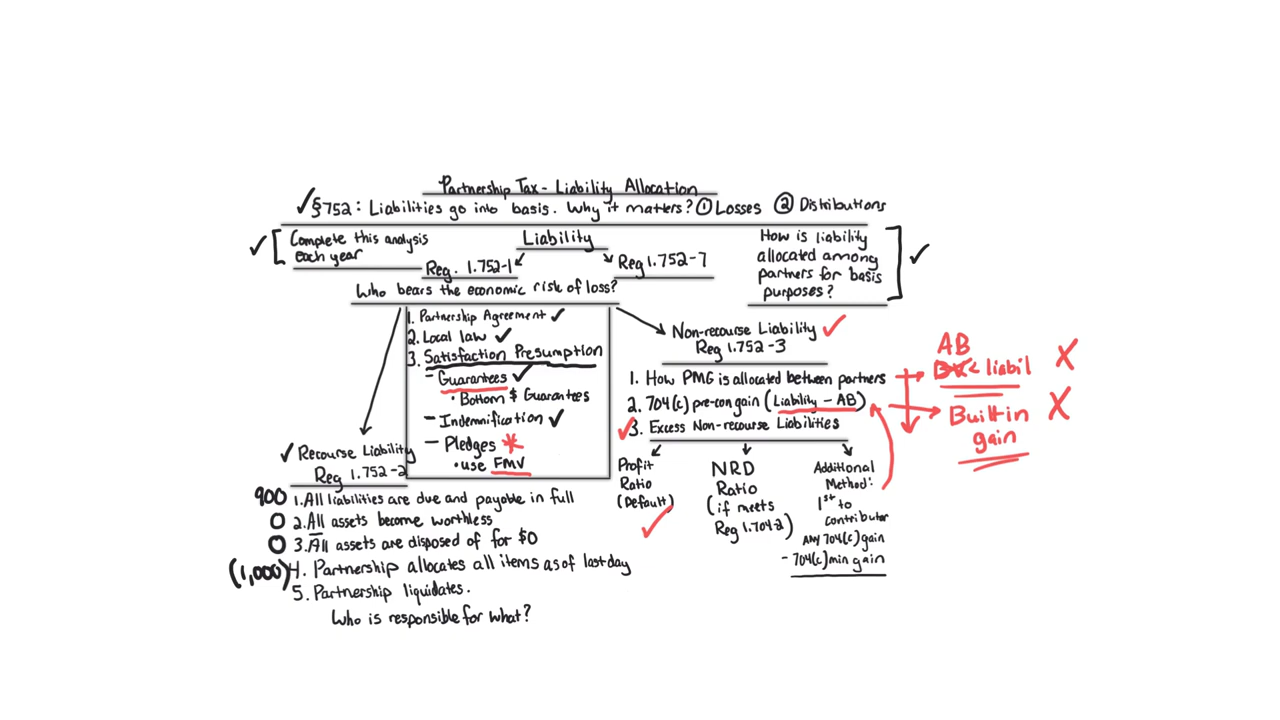 Partnership Tax - Liability Allocation
✓ §752: Liabilities go into basis. Why it matters? ① Losses ② Distributions
✓ [ Complete this analysis
each year
Liability
Reg. 1.752-1
Reg 1.752-7
How is liability
allocated among
partners for basis
purposes? ] ✓
Who bears the economic risk of loss?
1. Partnership Agreement ✓
2. Local law ✓
3. Satisfaction Presumption
- Guarantees ✓
• Bottom $ Guarantees
- Indemnification ✓
- Pledges *
• use FMV
✓ Recourse Liability
Reg 1.752-2
900 1. All liabilities are due and payable in full
0 2. All assets become worthless
0 3. All assets are disposed of for $0
(1,000) 4. Partnership allocates all items as of last day
5. Partnership liquidates.
Who is responsible for what?
Non-recourse Liability ✓
Reg 1.752-3
1. How PMG is allocated between partners
2. 704(c) pre-con gain (Liability - AB)
✓ 3. Excess Non-recourse Liabilities
Profit
Ratio
(Default)
✓
NRD
Ratio
(if meets
Reg 1.704-2)
Additional
Method:
1st to
contributor
any 704(c) gain
- 704(c) min gain
AB
< liabil X
Built-in X
gain